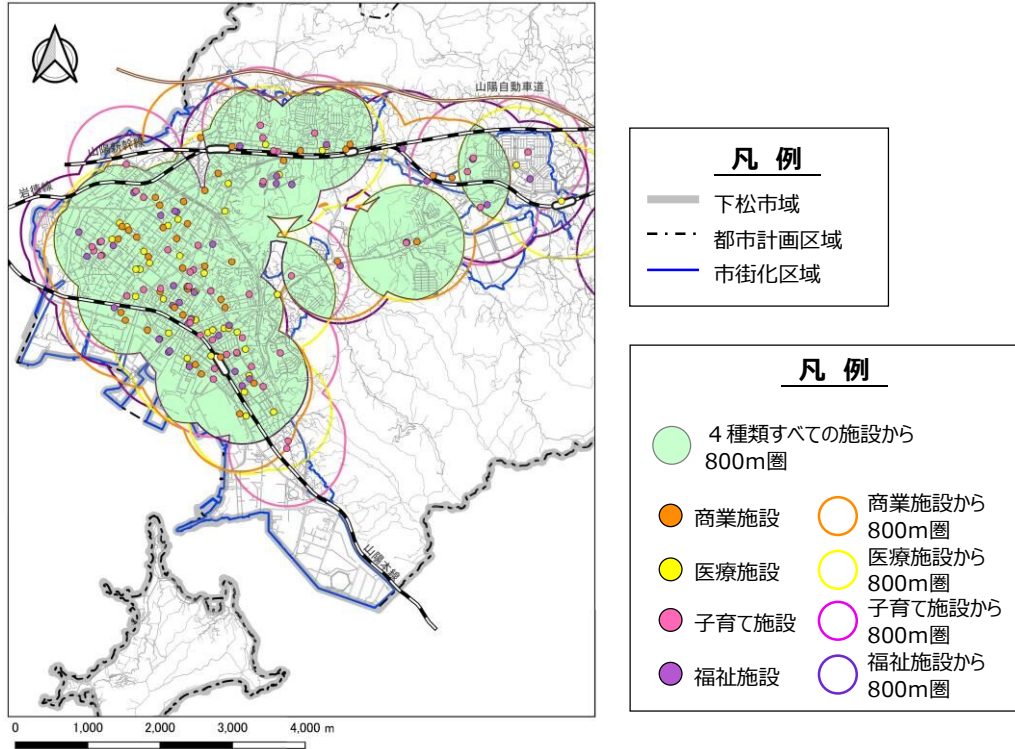 山陽自動車道
山陽新幹線
岩徳線
山陽本線
0 1,000 2,000 3,000 4,000 m
凡 例
下松市域
都市計画区域
市街化区域
凡 例
4種類すべての施設から
800m圏
商業施設
商業施設から
800m圏
医療施設
医療施設から
800m圏
子育て施設
子育て施設から
800m圏
福祉施設
福祉施設から
800m圏